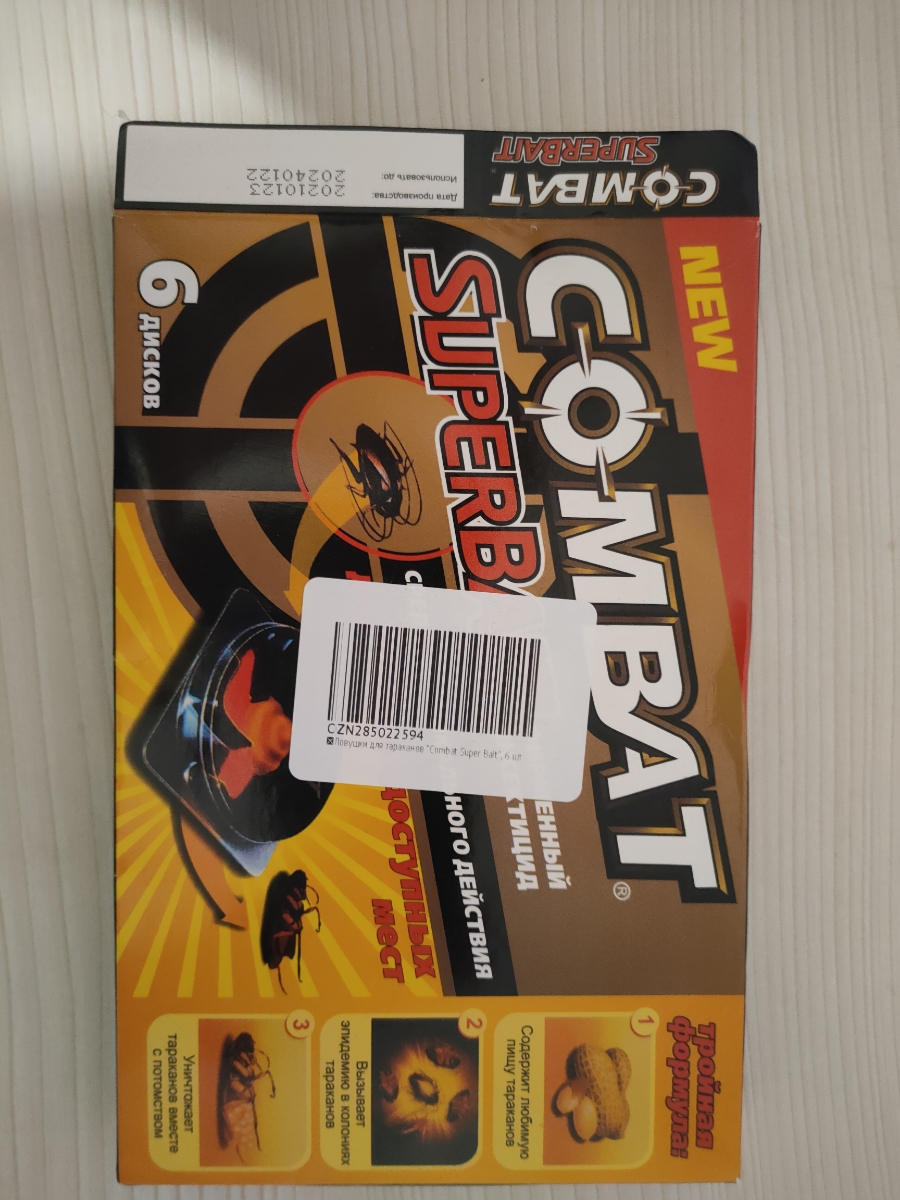 COMBAT
SUPERBAIT
Дата производства:
Использовать до:
20210123
20240122
NEW
COMBAT®
SUPERB
ЕННЫЙ
КТИЦИД
НОГО ДЕЙСТВИЯ
ДОСТУПНЫХ
МЕСТ
6 ДИСКОВ
CZN285022594
Ловушки для тараканов "Combat Super Bait", 6 шт
тройная
формула:
1
Содержит любимую
пищу тараканов
2
Вызывает
эпидемию в колониях
тараканов
3
Уничтожает
тараканов вместе
с потомством